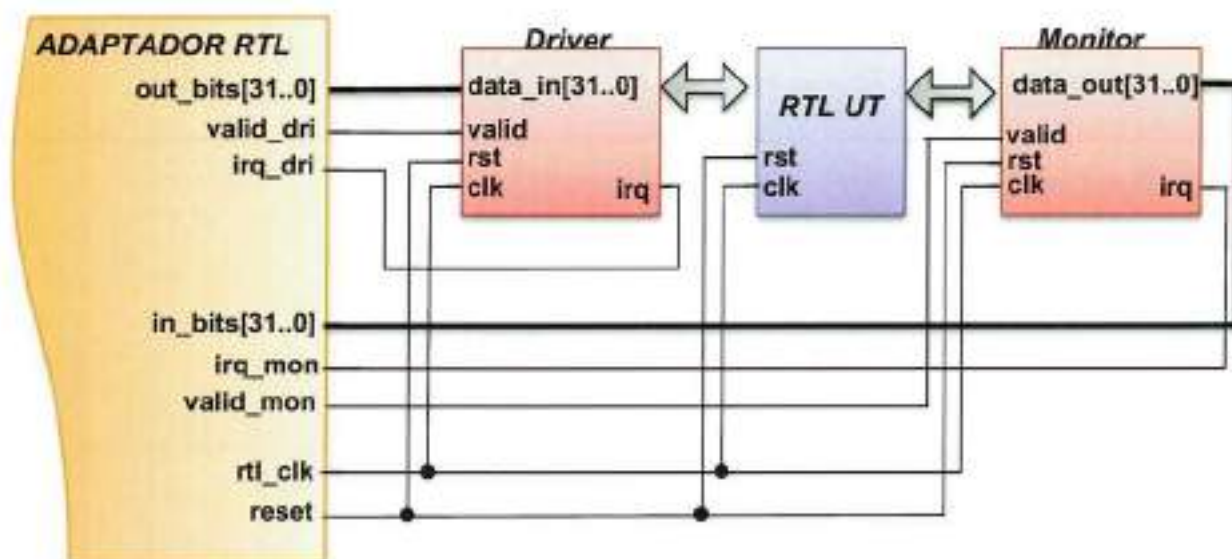 ADAPTADOR RTL
out_bits[31..0]
valid_dri
irq_dri
in_bits[31..0]
irq_mon
valid_mon
rtl_clk
reset
Driver
data_in[31..0]
valid
rst
clk
irq
RTL UT
rst
clk
Monitor
data_out[31..0]
valid
rst
clk
irq